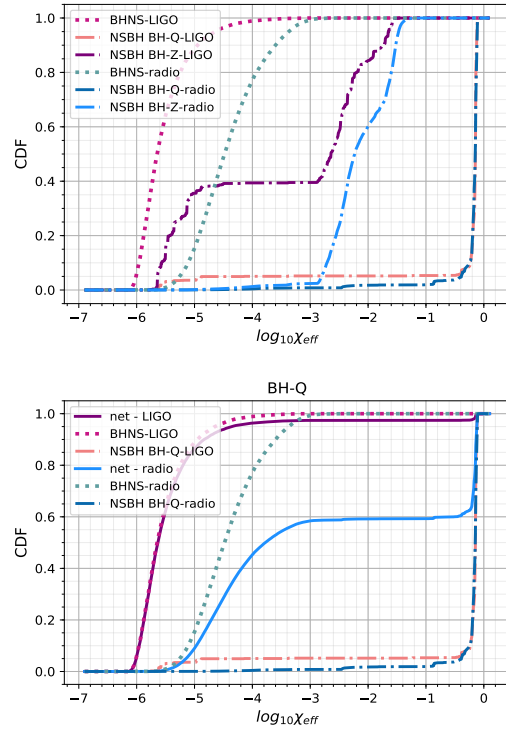 1.0
0.8
0.6
0.4
0.2
0.0
CDF
BHNS-LIGO
NSBH BH-Q-LIGO
NSBH BH-Z-LIGO
BHNS-radio
NSBH BH-Q-radio
NSBH BH-Z-radio
−7 −6 −5 −4 −3 −2 −1 0
log₁₀χ_eff
BH-Q
1.0
0.8
0.6
0.4
0.2
0.0
CDF
net - LIGO
BHNS-LIGO
NSBH BH-Q-LIGO
net - radio
BHNS-radio
NSBH BH-Q-radio
−7 −6 −5 −4 −3 −2 −1 0
log₁₀χ_eff